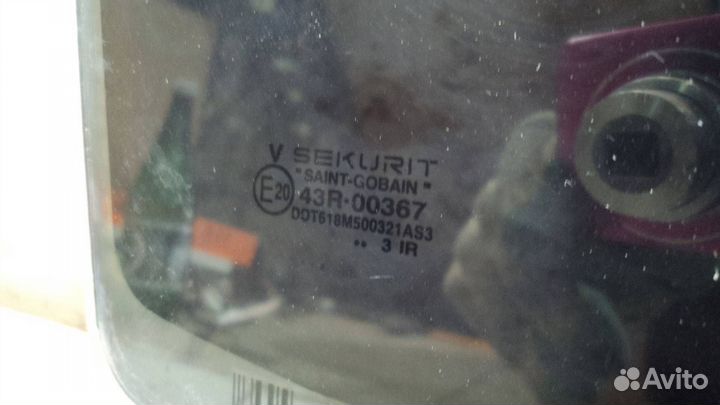 V SEKURIT
"SAINT-GOBAIN"
E20 43R-00367
DOT618M500321AS3
•• 3 IR
Avito